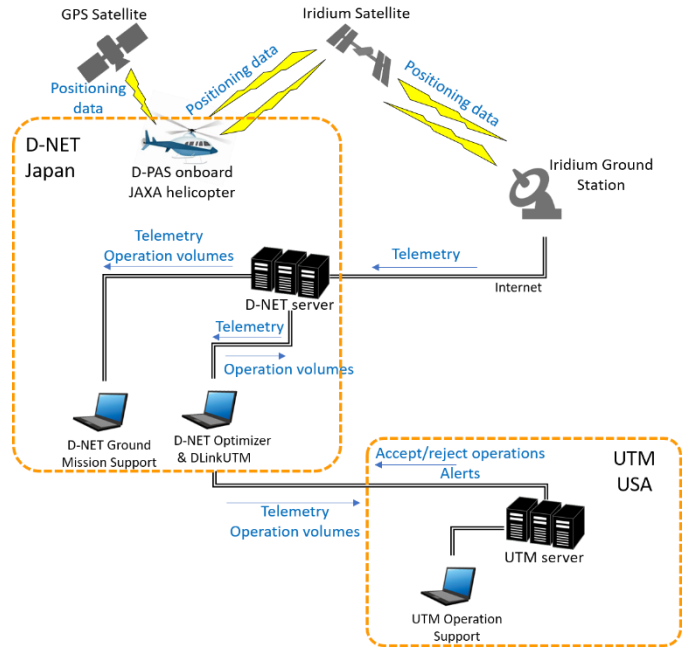 GPS Satellite
Iridium Satellite
Positioning
data
Positioning
data
Positioning
data
D-NET
Japan
D-PAS onboard
JAXA helicopter
Iridium Ground
Station
Telemetry
Operation volumes
Telemetry
Internet
D-NET server
Telemetry
Operation volumes
D-NET Ground
Mission Support
D-NET Optimizer
& DLinkUTM
Accept/reject operations
Alerts
UTM
USA
Telemetry
Operation volumes
UTM server
UTM Operation
Support